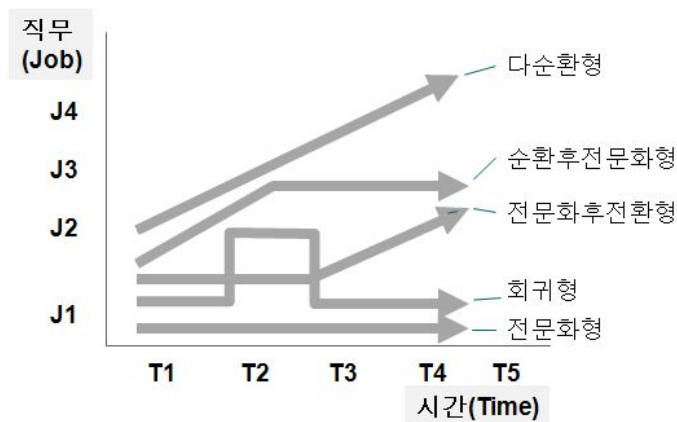 직무
(Job)
J4
J3
J2
J1
다순환형
순환후전문화형
전문화후전환형
회귀형
전문화형
T1 T2 T3 T4 T5
시간(Time)